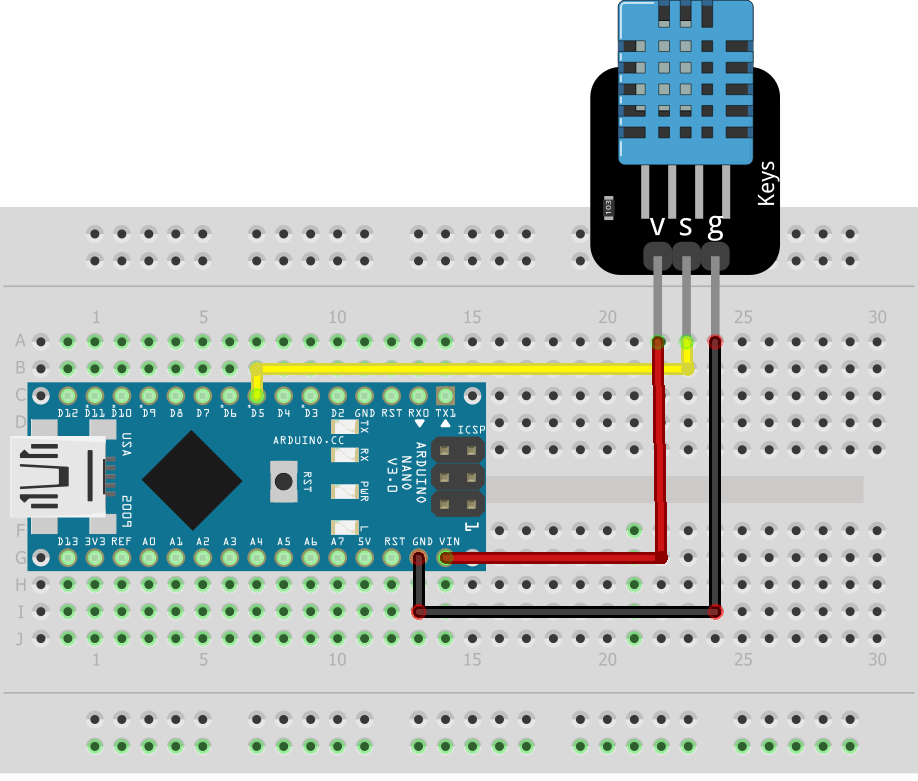 Keys
E01
V S g
1 5 10 15 20 25 30
A
B
C
D12 D11 D10 *D9 D8 D7 *D6 *D5 D4 *D3 D2 GND RST RX0 TX1
D
USA
ARDUINO.CC
TX
RX
RST
PWR
L
ARDUINO
NANO
V3.0
ICSP
1
2009
F
D13 3V3 REF A0 A1 A2 A3 A4 A5 A6 A7 5V RST GND VIN
G
H
I
J
1 5 10 15 20 25 30